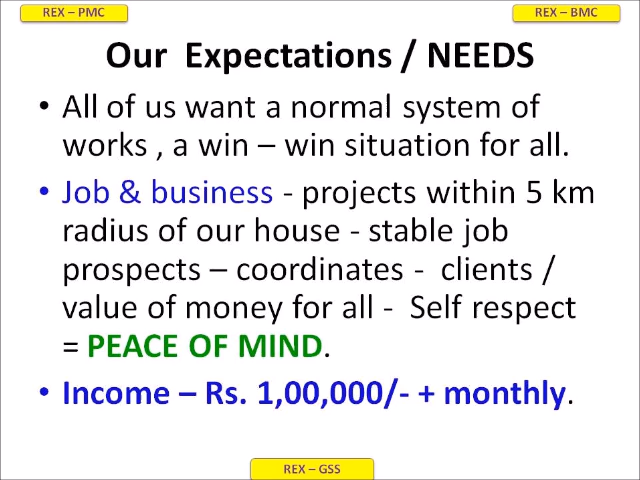 REX – PMC
REX – BMC
Our Expectations / NEEDS
• All of us want a normal system of
works , a win – win situation for all.
• Job & business - projects within 5 km
radius of our house - stable job
prospects – coordinates - clients /
value of money for all - Self respect
= PEACE OF MIND.
• Income – Rs. 1,00,000/- + monthly.
REX – GSS